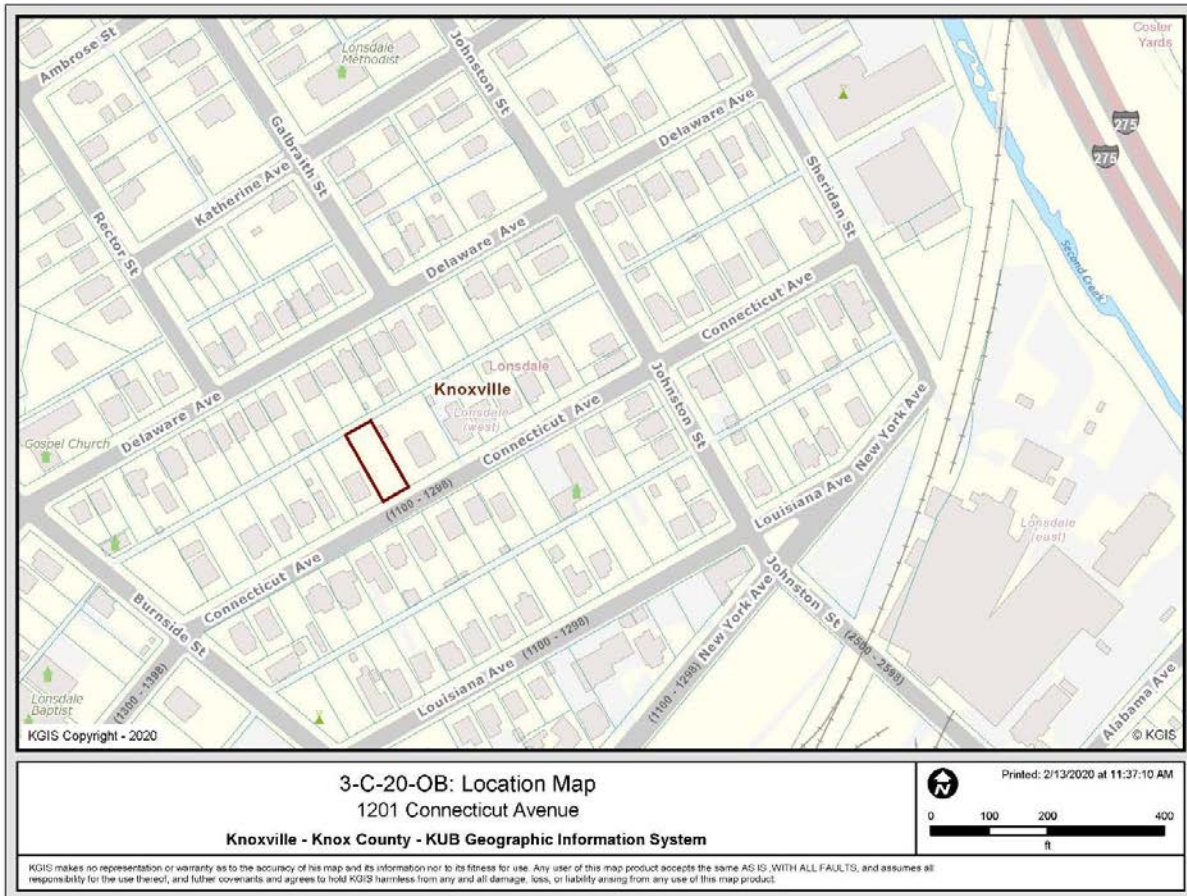 Ambrose St
Lonsdale
Methodist
Johnston St
Coster
Yards
275
275
Delaware Ave
Galbraith St
Katherine Ave
Sheridan St
Rector St
Delaware Ave
Second Creek
Connecticut Ave
Lonsdale
Knoxville
Lonsdale
(west)
Johnston St
Delaware Ave
Gospel Church
Connecticut Ave
(1100 - 1298)
Louisiana Ave
New York Ave
Lonsdale
(east)
Connecticut Ave
Burnside St
Johnston St
(2500 - 2598)
(1100 - 1298)
Louisiana Ave
New York Ave
(1100 - 1298)
(1300 - 1398)
Lonsdale
Baptist
Alabama Ave
KGIS Copyright - 2020
© KGIS
3-C-20-OB: Location Map
1201 Connecticut Avenue
Knoxville - Knox County - KUB Geographic Information System
N
Printed: 2/13/2020 at 11:37:10 AM
0 100 200 400
ft
KGIS makes no representation or warranty as to the accuracy of his map and its information nor to its fitness for use. Any user of this map product accepts the same AS IS, WITH ALL FAULTS, and assumes all
responsibility for the use thereof, and futher covenants and agrees to hold KGIS harmless from any and all damage, loss, or liability arising from any use of this map product.